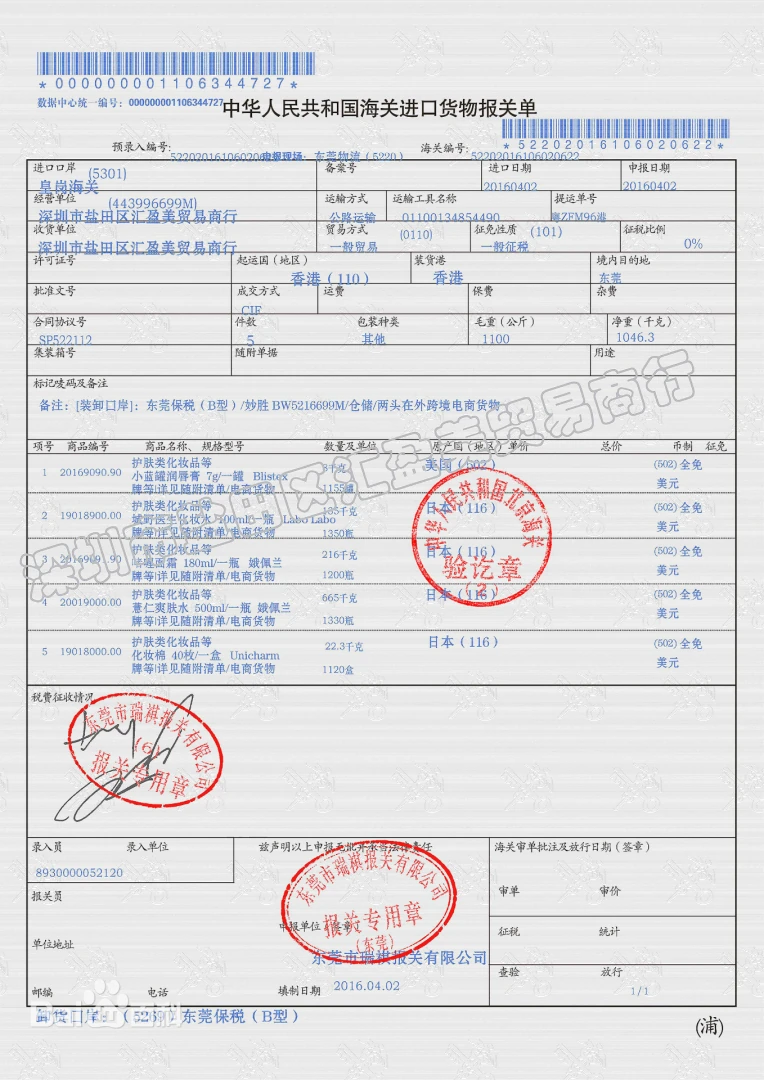 *0000000001106344727*
数据中心统一编号：0000000001106344727
中华人民共和国海关进口货物报关单
*522020161060206 22*
预录入编号： 申报现场：东莞物流（5220） 海关编号：522020161060206 22
进口口岸 (5301) 备案号 进口日期 申报日期
皇岗海关 20160402 20160402
经营单位 (443996699M) 运输方式 运输工具名称 提运单号
深圳市盐田区汇盈美贸易商行 公路运输 01100134854490
收货单位 贸易方式 (0110) 征免性质 (101) 征税比例
深圳市盐田区汇盈美贸易商行 一般贸易 一般征税 0%
许可证号 起运国（地区） 装货港 境内目的地
香港（110） 香港 东莞
批准文号 成交方式 运费 保费 杂费
CIF
合同协议号 件数 包装种类 毛重（公斤） 净重（千克）
SP522112 5 其他 1100 1046.3
集装箱号 随附单据 用途
标记唛码及备注
备注：[装卸口岸]：东莞保税（B型）/妙胜 BW5216699M/仓储/两头在外跨境电商货物
项号 商品编号 商品名称、规格型号 数量及单位 原产国（地区）单价 总价 币制 征免
1 20169090.90 护肤类化妆品等 美国（502） (502) 全免
小蓝罐润唇膏 7g/一罐 Blistex 美元
牌等|详见随附清单/电商货物 1155罐
2 19018900.00 护肤类化妆品等 135千克 日本（116） (502) 全免
城野医生化妆水 100ml/一瓶 Labo Labo 美元
牌等|详见随附清单/电商货物 1350瓶
3 2016909 1.90 护肤类化妆品等 216千克 日本（116） (502) 全免
啫喱面霜 180ml/一瓶 娥佩兰 美元
牌等|详见随附清单/电商货物 1200瓶
4 20019000.00 护肤类化妆品等 665千克 日本（116） (502) 全免
薏仁爽肤水 500ml/一瓶 娥佩兰 美元
牌等|详见随附清单/电商货物 1330瓶
5 19018000.00 护肤类化妆品等 22.3千克 日本（116） (502) 全免
化妆棉 40枚/一盒 Unicharm 美元
牌等|详见随附清单/电商货物 1120盒
中华人民共和国北京海关
验讫章
（2）
深圳市盐田区汇盈美贸易商行
税费征收情况
东莞市瑞祺报关有限公司
（6）
报关专用章
录入员 录入单位 兹声明以上申报无讹并承担法律责任 海关审单批注及放行日期（签章）
8930000052120
报关员 审单 审价
东莞市瑞祺报关有限公司
报关专用章
（东莞）
申报单位（签章） 征税 统计
单位地址 东莞市瑞祺报关有限公司
查验 放行
邮编 电话 填制日期 2016.04.02 1/1
Baidu百科
卸货口岸：（5269）东莞保税（B型）
(浦)